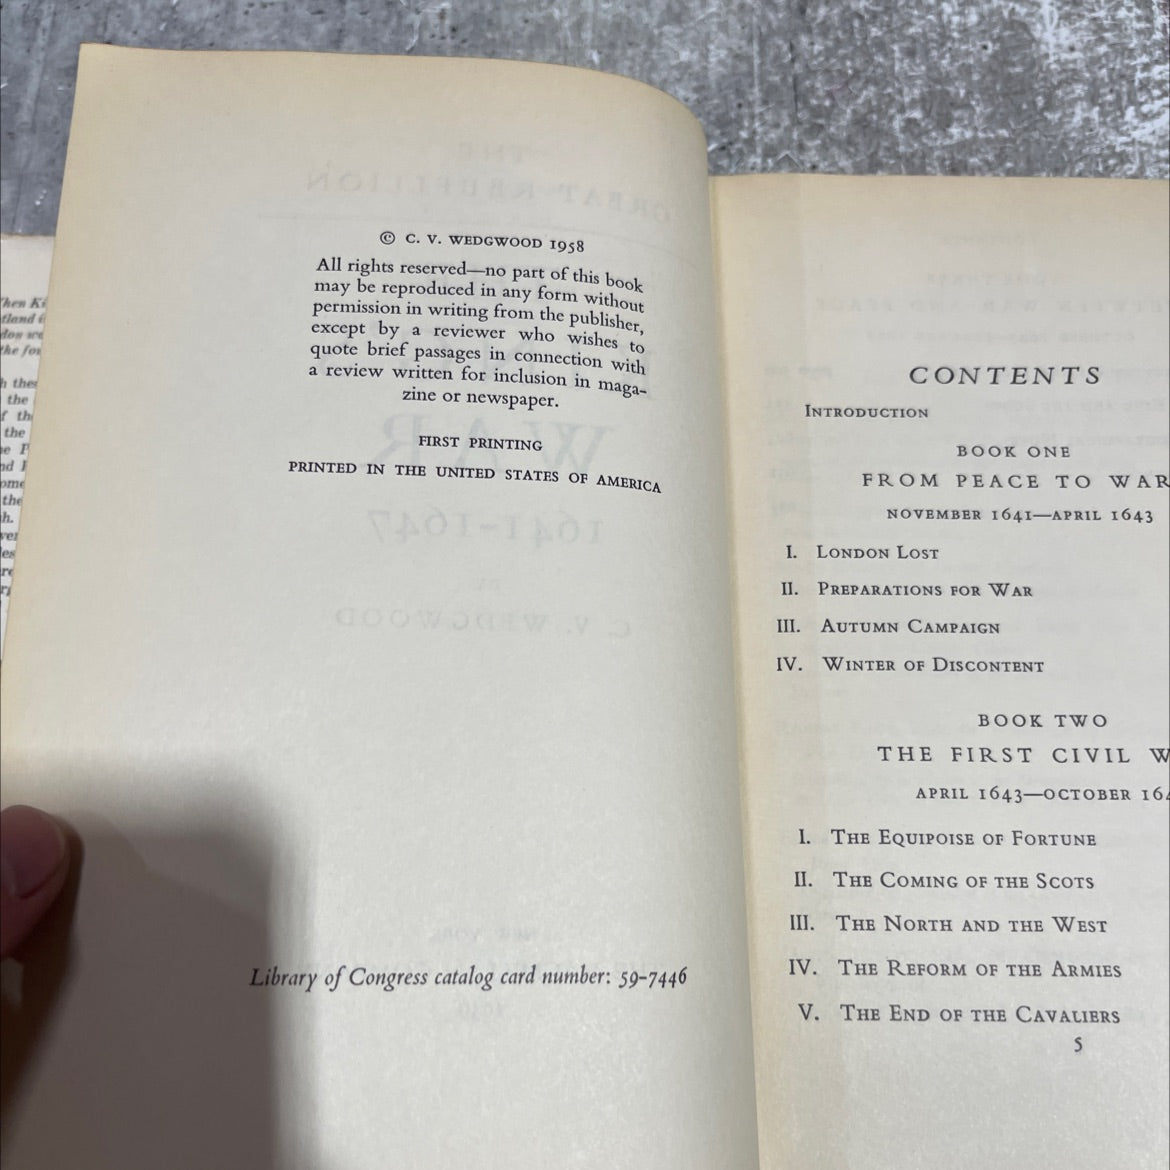 © C. V. WEDGWOOD 1958
All rights reserved—no part of this book
may be reproduced in any form without
permission in writing from the publisher,
except by a reviewer who wishes to
quote brief passages in connection with
a review written for inclusion in maga-
zine or newspaper.
FIRST PRINTING
PRINTED IN THE UNITED STATES OF AMERICA
Library of Congress catalog card number: 59-7446
CONTENTS
INTRODUCTION
BOOK ONE
FROM PEACE TO WAR
NOVEMBER 1641—APRIL 1643
I. LONDON LOST
II. PREPARATIONS FOR WAR
III. AUTUMN CAMPAIGN
IV. WINTER OF DISCONTENT
BOOK TWO
THE FIRST CIVIL W
APRIL 1643—OCTOBER 164
I. THE EQUIPOISE OF FORTUNE
II. THE COMING OF THE SCOTS
III. THE NORTH AND THE WEST
IV. THE REFORM OF THE ARMIES
V. THE END OF THE CAVALIERS
5